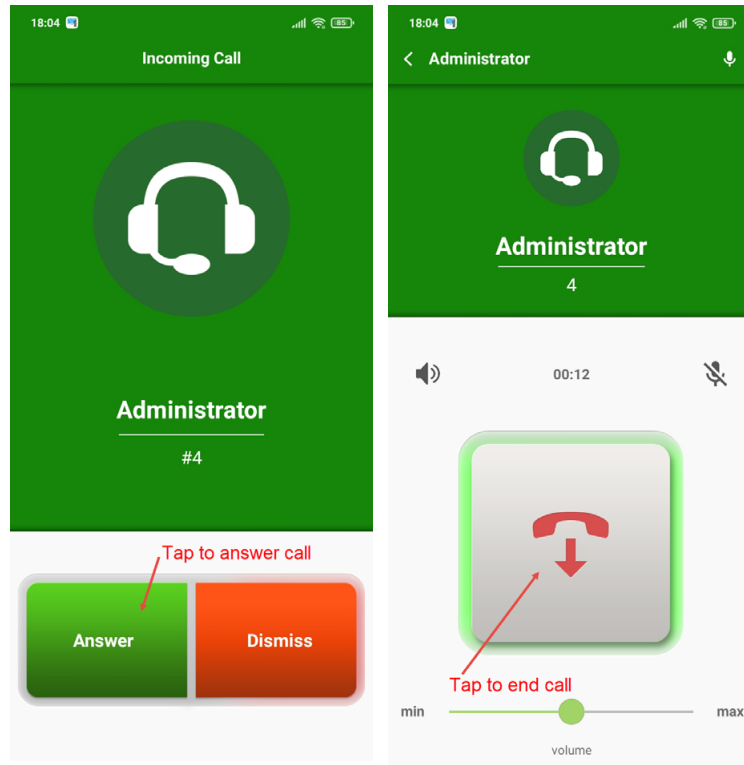 18:04
85
Incoming Call
Administrator
#4
Tap to answer call
Answer
Dismiss
18:04
85
Administrator
Administrator
4
00:12
Tap to end call
min
max
volume